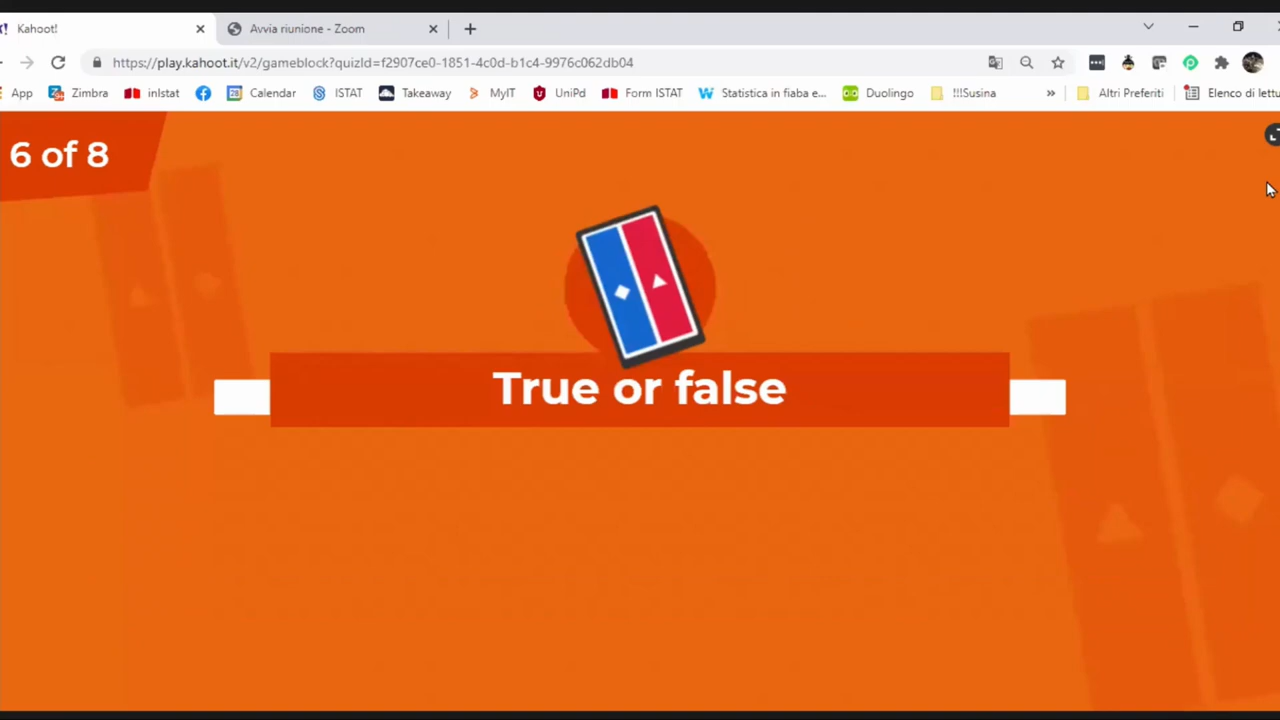 Kahoot!
Avvia riunione - Zoom
https://play.kahoot.it/v2/gameblock?quizId=f2907ce0-1851-4c0d-b1c4-9976c062db04
App Zimbra inlstat Calendar ISTAT Takeaway MyIT UniPd Form ISTAT Statistica in fiaba e... Duolingo !!!Susina » Altri Preferiti Elenco di lettu
6 of 8
True or false